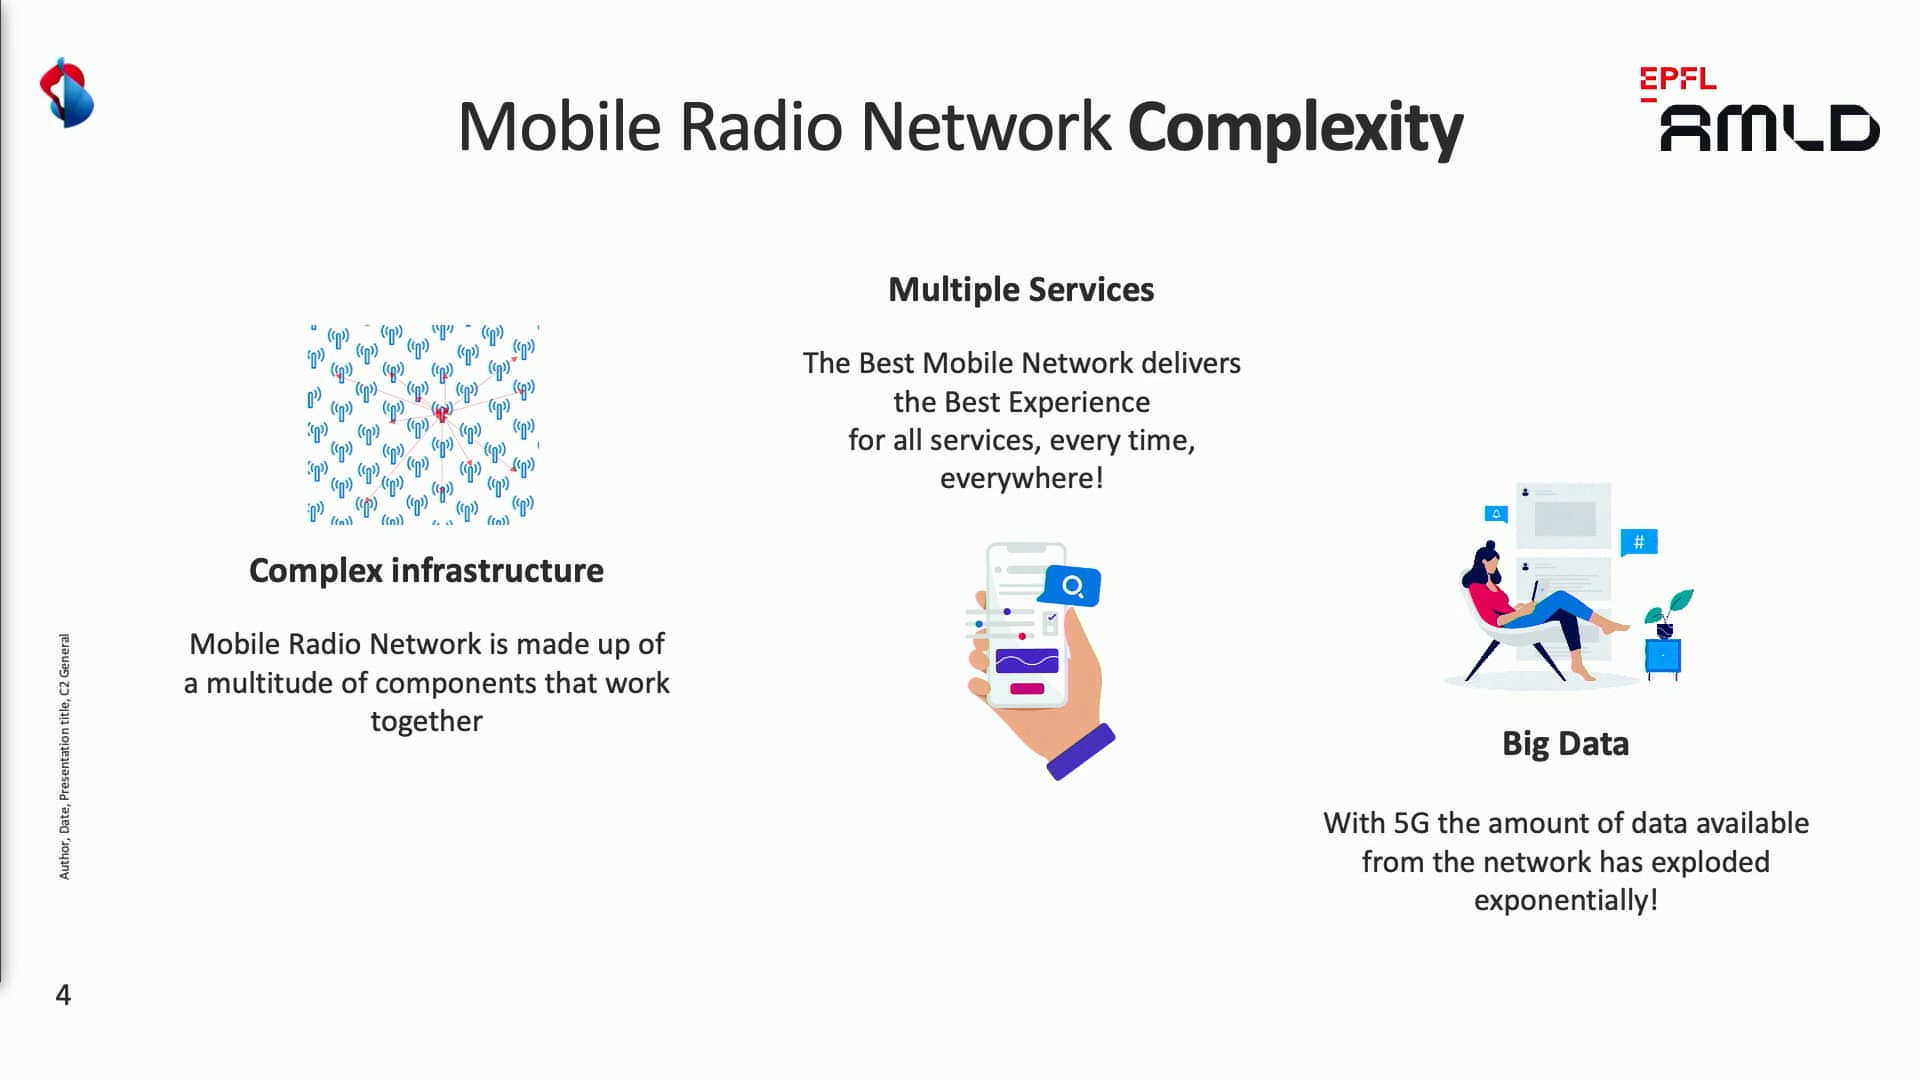 EPFL
AMLD
Mobile Radio Network Complexity
Multiple Services
The Best Mobile Network delivers
the Best Experience
for all services, every time,
everywhere!
Complex infrastructure
Mobile Radio Network is made up of
a multitude of components that work
together
#
Big Data
With 5G the amount of data available
from the network has exploded
exponentially!
Author, Date, Presentation title, C2 General
4